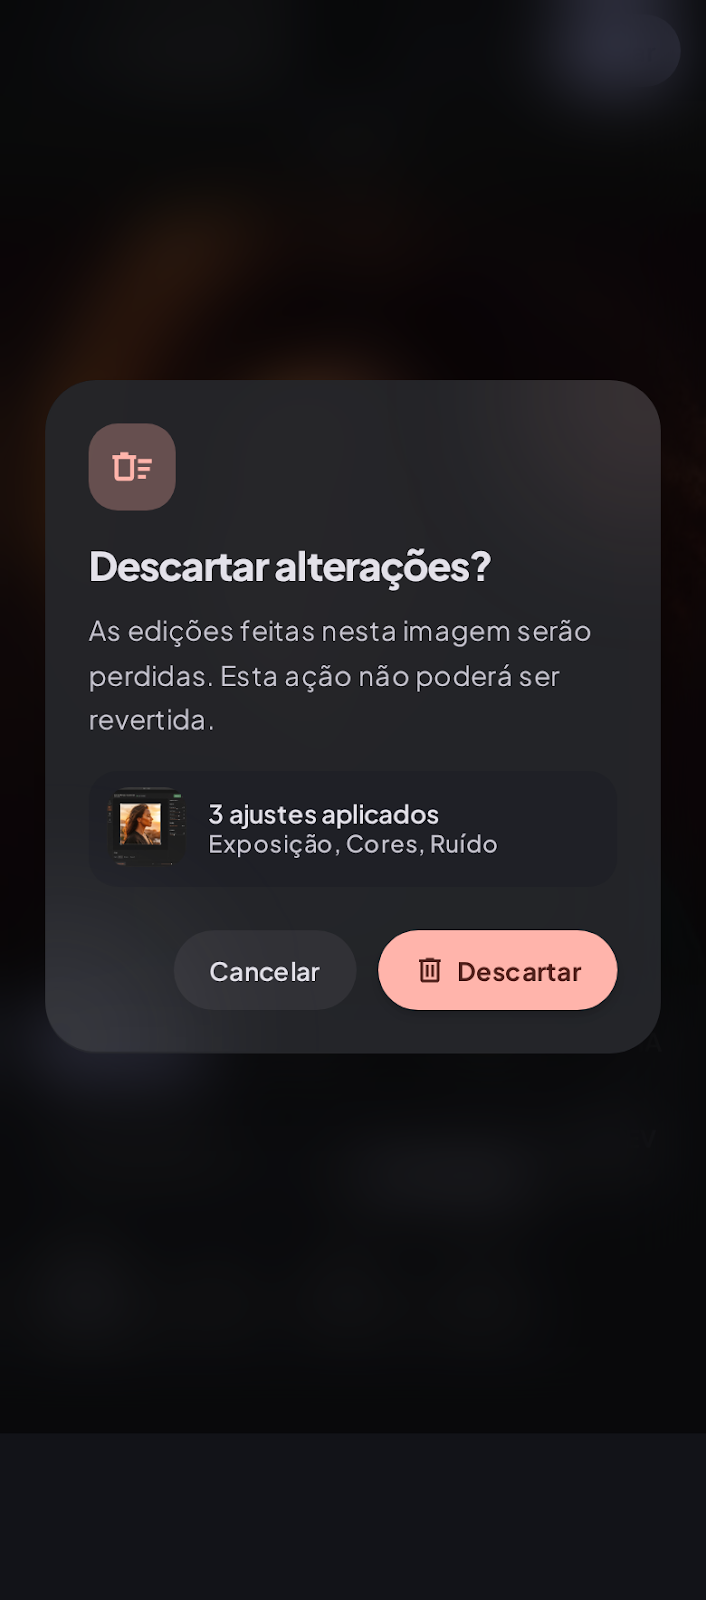 Descartar alterações?
As edições feitas nesta imagem serão
perdidas. Esta ação não poderá ser
revertida.
3 ajustes aplicados
Exposição, Cores, Ruído
Cancelar
Descartar